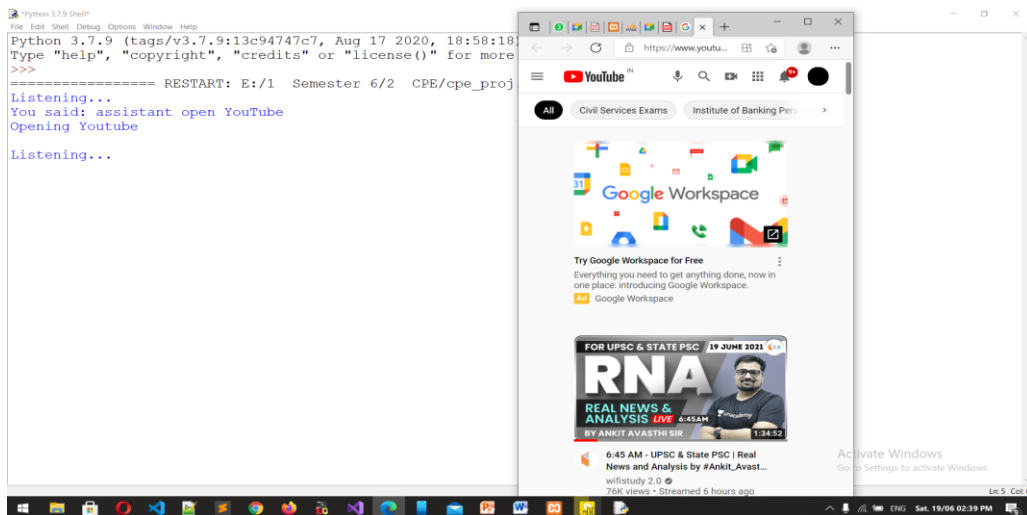 *Python 3.7.9 Shell*
File Edit Shell Debug Options Window Help
Python 3.7.9 (tags/v3.7.9:13c94747c7, Aug 17 2020, 18:58:18)
Type "help", "copyright", "credits" or "license()" for more
>>>
================= RESTART: E:/1 Semester 6/2 CPE/cpe_proj
Listening...
You said: assistant open YouTube
Opening Youtube
Listening...
https://www.youtu...
YouTube IN
9+
All Civil Services Exams Institute of Banking Pers
31
Google Workspace
Try Google Workspace for Free
Everything you need to get anything done, now in
one place: introducing Google Workspace.
Ad Google Workspace
FOR UPSC & STATE PSC 19 JUNE 2021
RNA
REAL NEWS &
ANALYSIS LIVE 6:45AM
BY ANKIT AVASTHI SIR
unacademy
1:34:52
6:45 AM - UPSC & State PSC | Real
News and Analysis by #Ankit_Avast...
wifistudy 2.0
76K views • Streamed 6 hours ago
Activate Windows
Go to Settings to activate Windows.
Ln: 5 Col:
ENG Sat. 19/06 02:39 PM